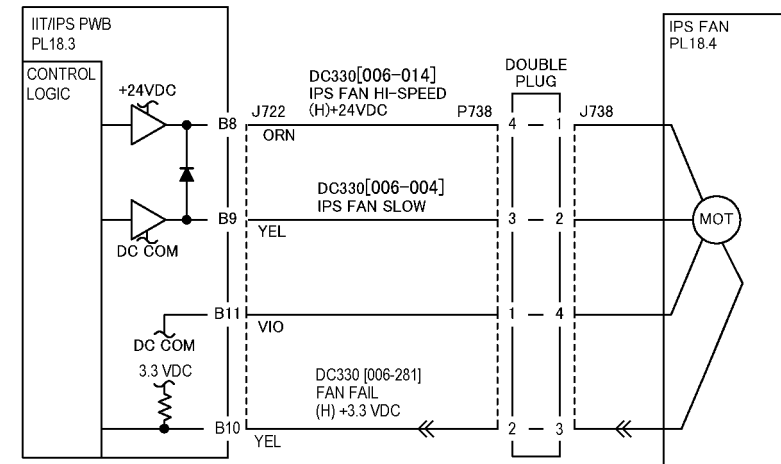 IIT/IPS PWB
PL18.3
CONTROL
LOGIC
+24VDC
B8
J722
ORN
DC330[006-014]
IPS FAN HI-SPEED
(H)+24VDC
P738
DOUBLE
PLUG
4 - 1
J738
IPS FAN
PL18.4
DC COM
B9
YEL
DC330[006-004]
IPS FAN SLOW
3 - 2
MOT
DC COM
B11
VIO
1 - 4
3.3 VDC
B10
YEL
DC330 [006-281]
FAN FAIL
(H) +3.3 VDC
2 - 3